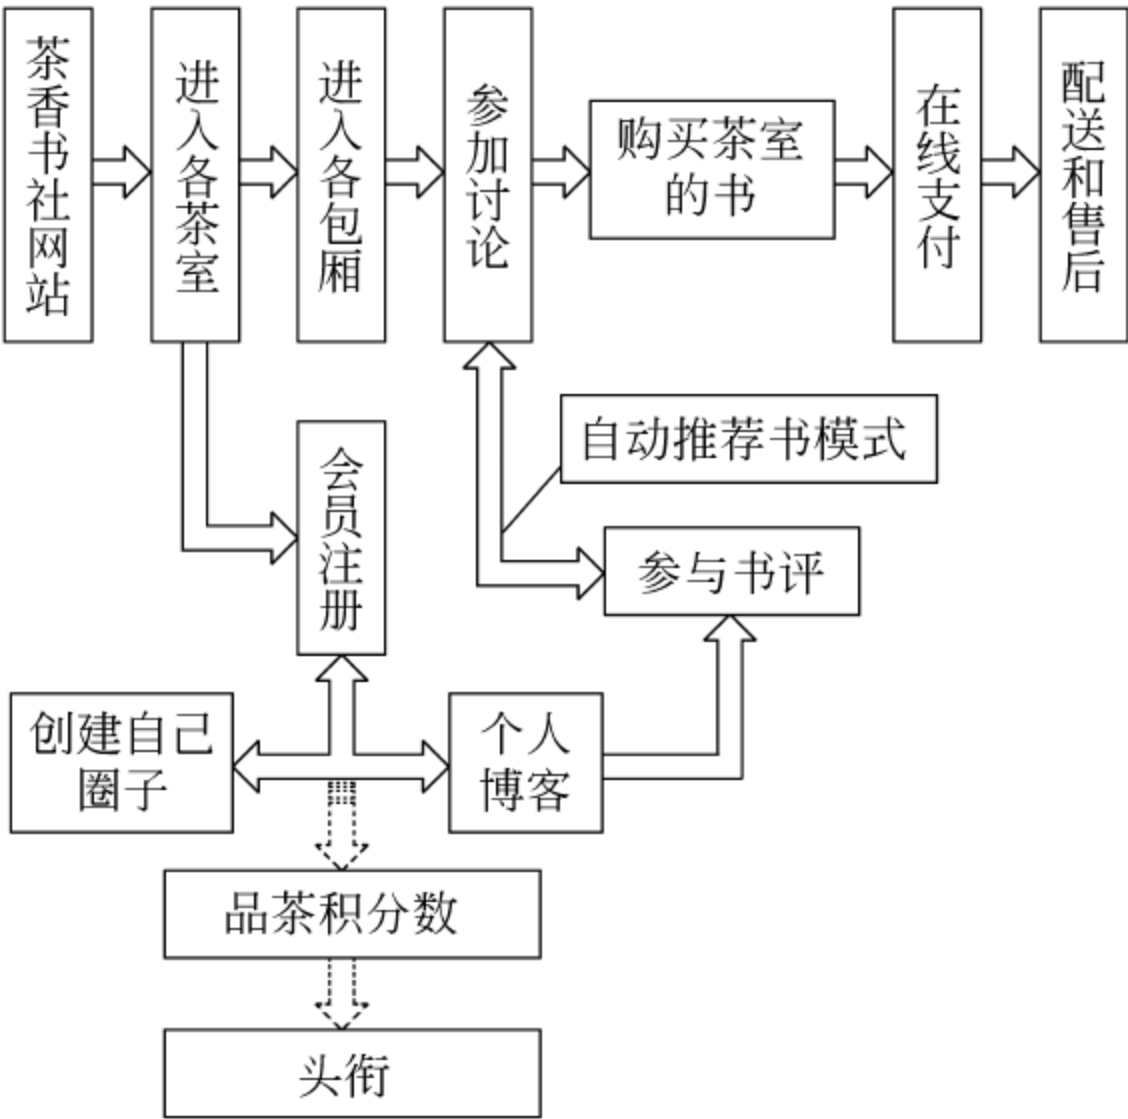 茶香书社网站
进入各茶室
进入各包厢
参加讨论
购买茶室
的书
在线支付
配送和售后
自动推荐书模式
会员注册
参与书评
创建自己
圈子
个人
博客
品茶积分数
头衔